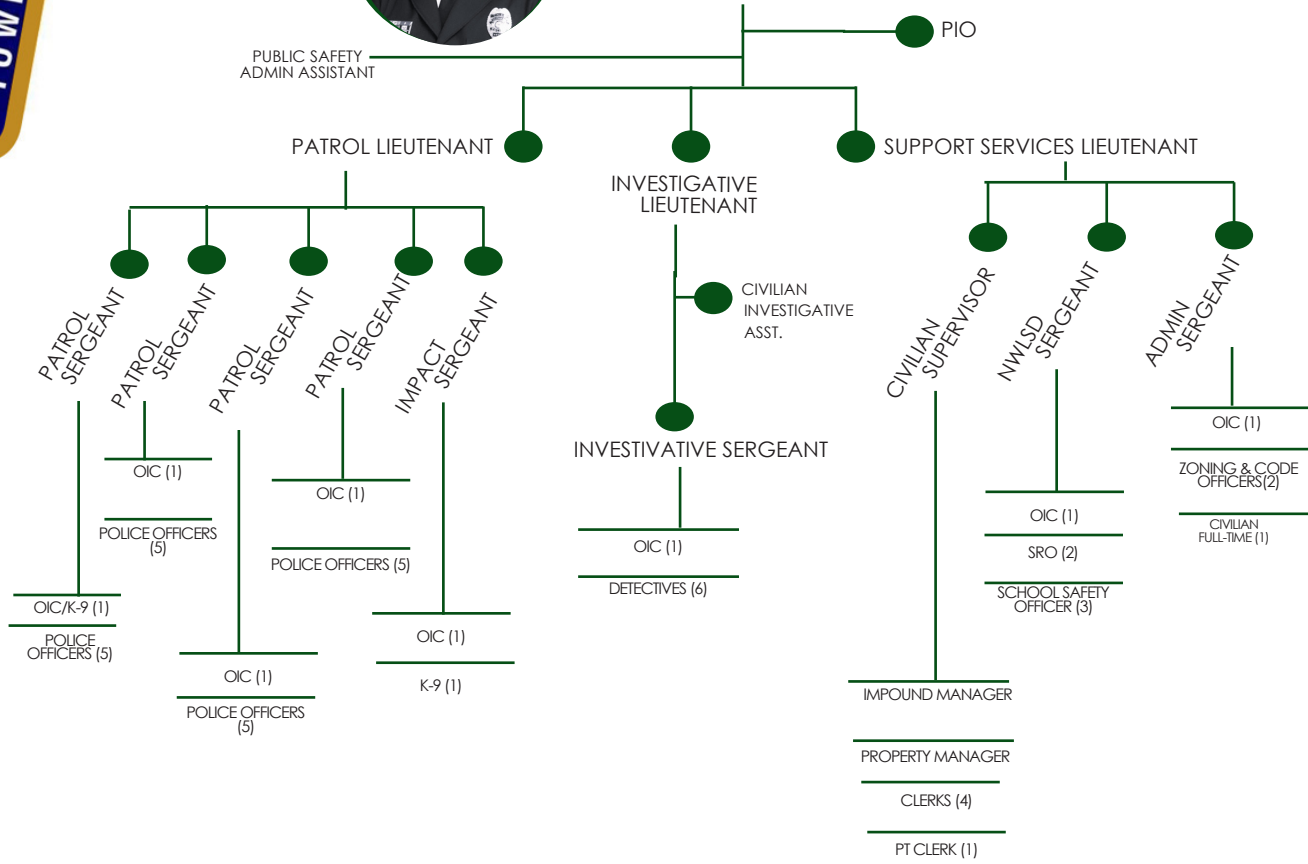 PIO
PUBLIC SAFETY
ADMIN ASSISTANT
PATROL LIEUTENANT
INVESTIGATIVE
LIEUTENANT
SUPPORT SERVICES LIEUTENANT
CIVILIAN
INVESTIGATIVE
ASST.
PATROL
SERGEANT
PATROL
SERGEANT
PATROL
SERGEANT
PATROL
SERGEANT
IMPACT
SERGEANT
CIVILIAN
SUPERVISOR
NWLSD
SERGEANT
ADMIN
SERGEANT
INVESTIVATIVE SERGEANT
OIC/K-9 (1)
POLICE
OFFICERS (5)
OIC (1)
POLICE OFFICERS
(5)
OIC (1)
POLICE OFFICERS
(5)
OIC (1)
POLICE OFFICERS (5)
OIC (1)
K-9 (1)
OIC (1)
DETECTIVES (6)
IMPOUND MANAGER
PROPERTY MANAGER
CLERKS (4)
PT CLERK (1)
OIC (1)
SRO (2)
SCHOOL SAFETY
OFFICER (3)
OIC (1)
ZONING & CODE
OFFICERS(2)
CIVILIAN
FULL-TIME (1)